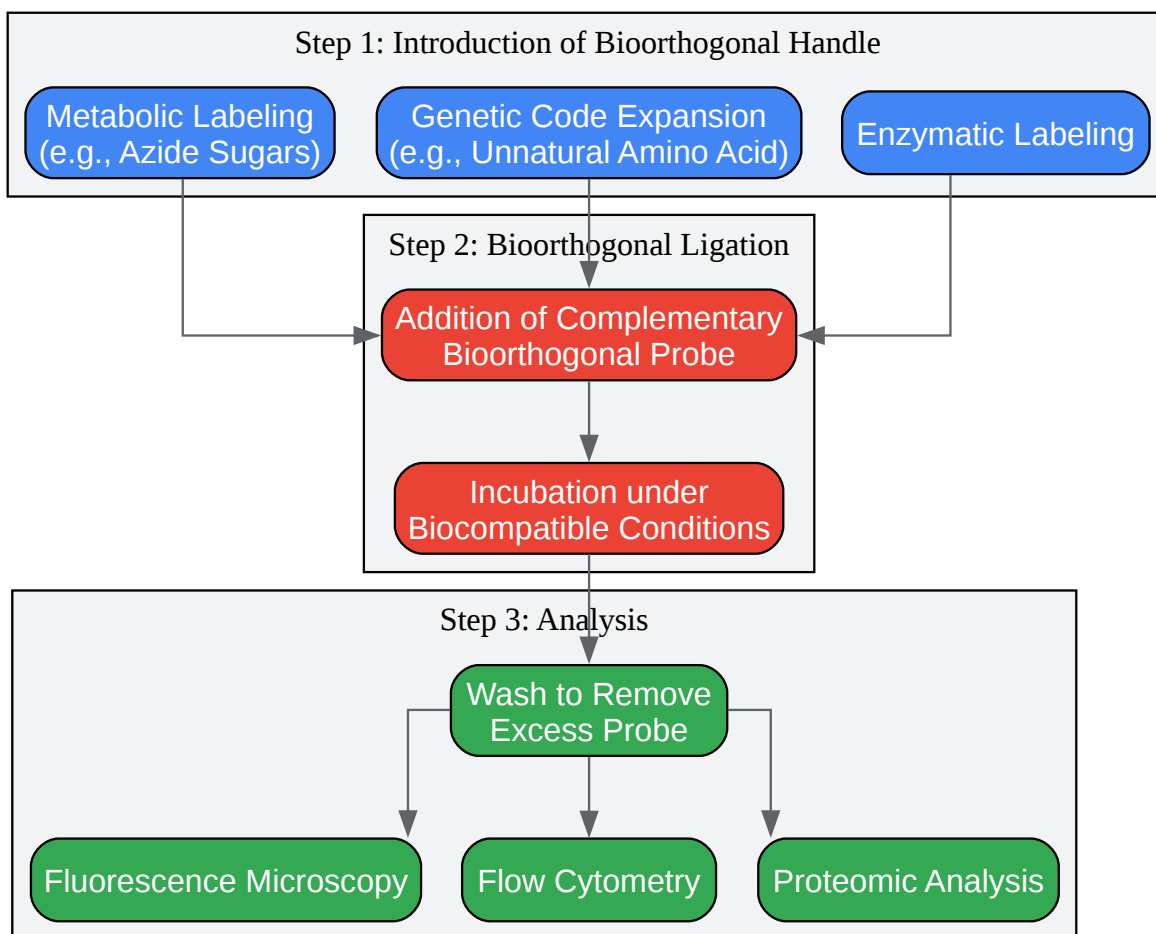 Step 1: Introduction of Bioorthogonal Handle
Metabolic Labeling
(e.g., Azide Sugars)
Genetic Code Expansion
(e.g., Unnatural Amino Acid)
Enzymatic Labeling
Step 2: Bioorthogonal Ligation
Addition of Complementary
Bioorthogonal Probe
Incubation under
Biocompatible Conditions
Step 3: Analysis
Wash to Remove
Excess Probe
Fluorescence Microscopy
Flow Cytometry
Proteomic Analysis